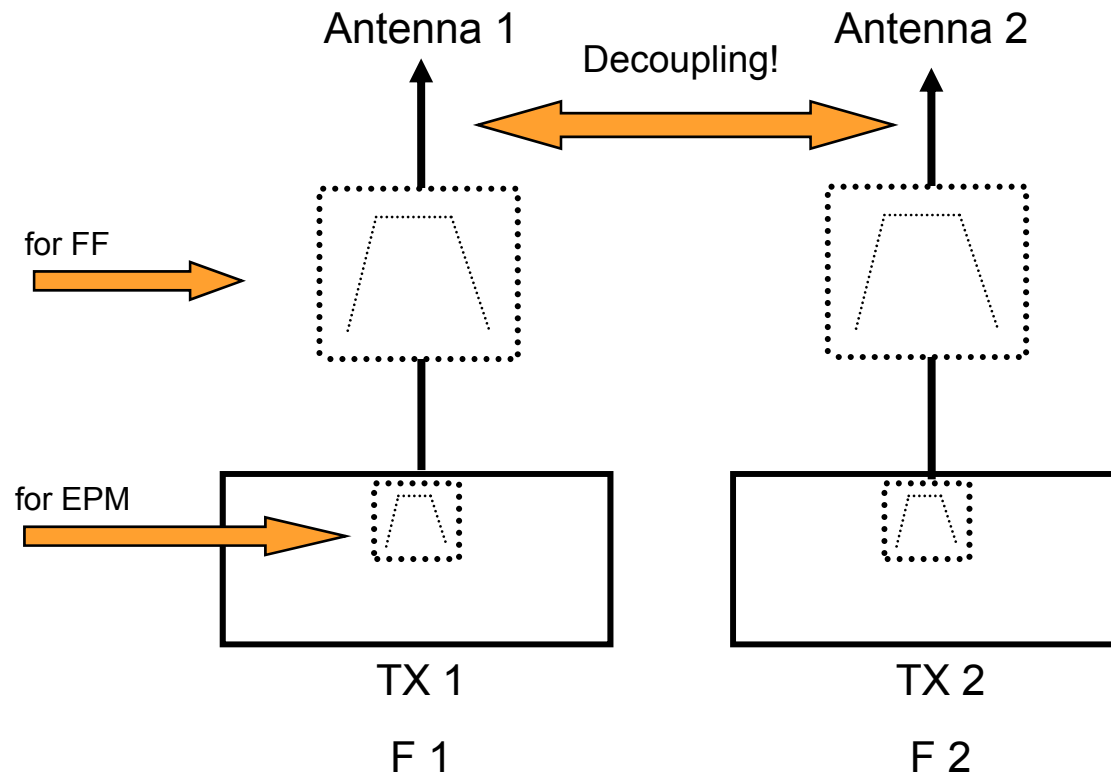 Antenna 1
Antenna 2
Decoupling!
for FF
for EPM
TX 1
TX 2
F 1
F 2